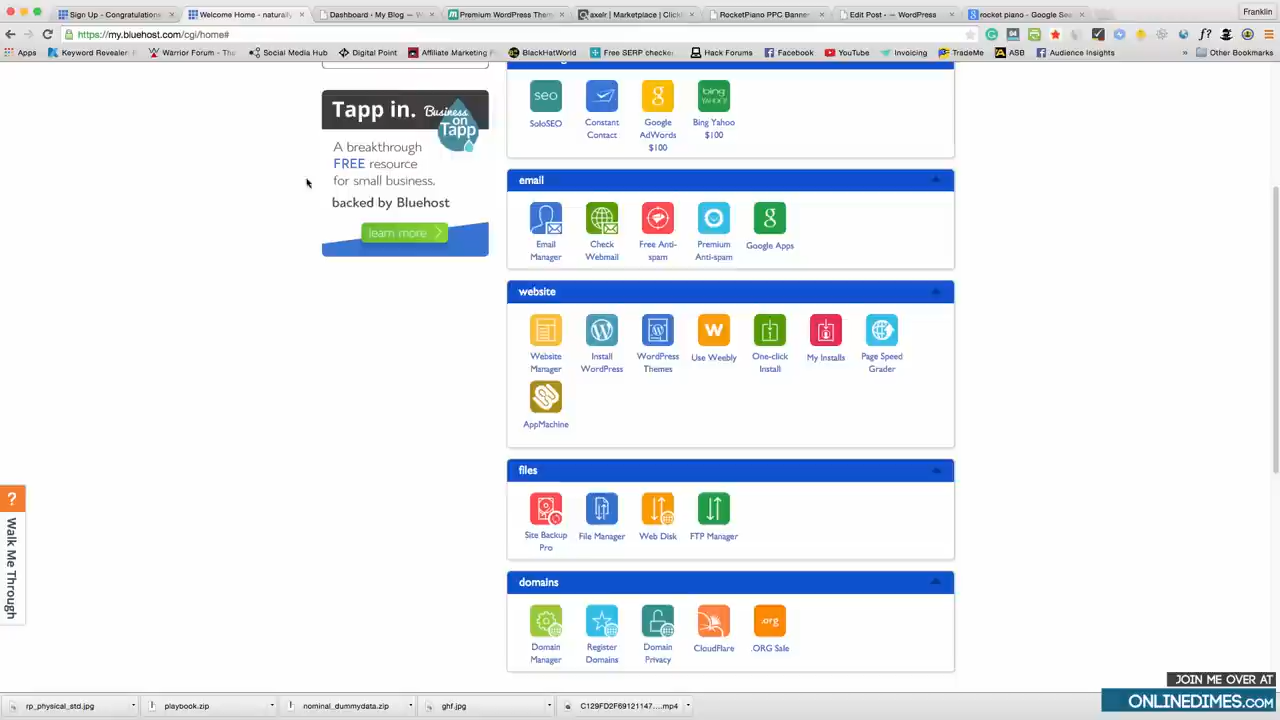 Sign Up - Congratulations
Welcome Home - naturally
Dashboard ‹ My Blog — W
Premium WordPress Them
axelr | Marketplace | Click
RocketPiano PPC Banner
Edit Post ‹ — WordPress
rocket piano - Google Sea
Franklin
https://my.bluehost.com/cgi/home#
Apps
Keyword Revealer
Warrior Forum - The
Social Media Hub
Digital Point
Affiliate Marketing
BlackHatWorld
Free SERP checker
Hack Forums
Facebook
YouTube
Invoicing
TradeMe
ASB
Audience Insights
»
Other Bookmarks
Tapp in. Business
on
Tapp
A breakthrough
FREE resource
for small business.
backed by Bluehost
learn more >
seo
bing
YAHOO!
SoloSEO
Constant
Contact
Google
AdWords
$100
Bing Yahoo
$100
email
Email
Manager
Check
Webmail
Free Anti-
spam
Premium
Anti-spam
Google Apps
website
Website
Manager
Install
WordPress
WordPress
Themes
Use Weebly
One-click
Install
My Installs
Page Speed
Grader
AppMachine
files
Site Backup
Pro
File Manager
Web Disk
FTP Manager
domains
.org
Domain
Manager
Register
Domains
Domain
Privacy
CloudFlare
.ORG Sale
?
Walk Me Through
rp_physical_std.jpg
playbook.zip
nominal_dummydata.zip
ghf.jpg
C129FD2F69121147....mp4
JOIN ME OVER AT
ONLINEDIMES.COM